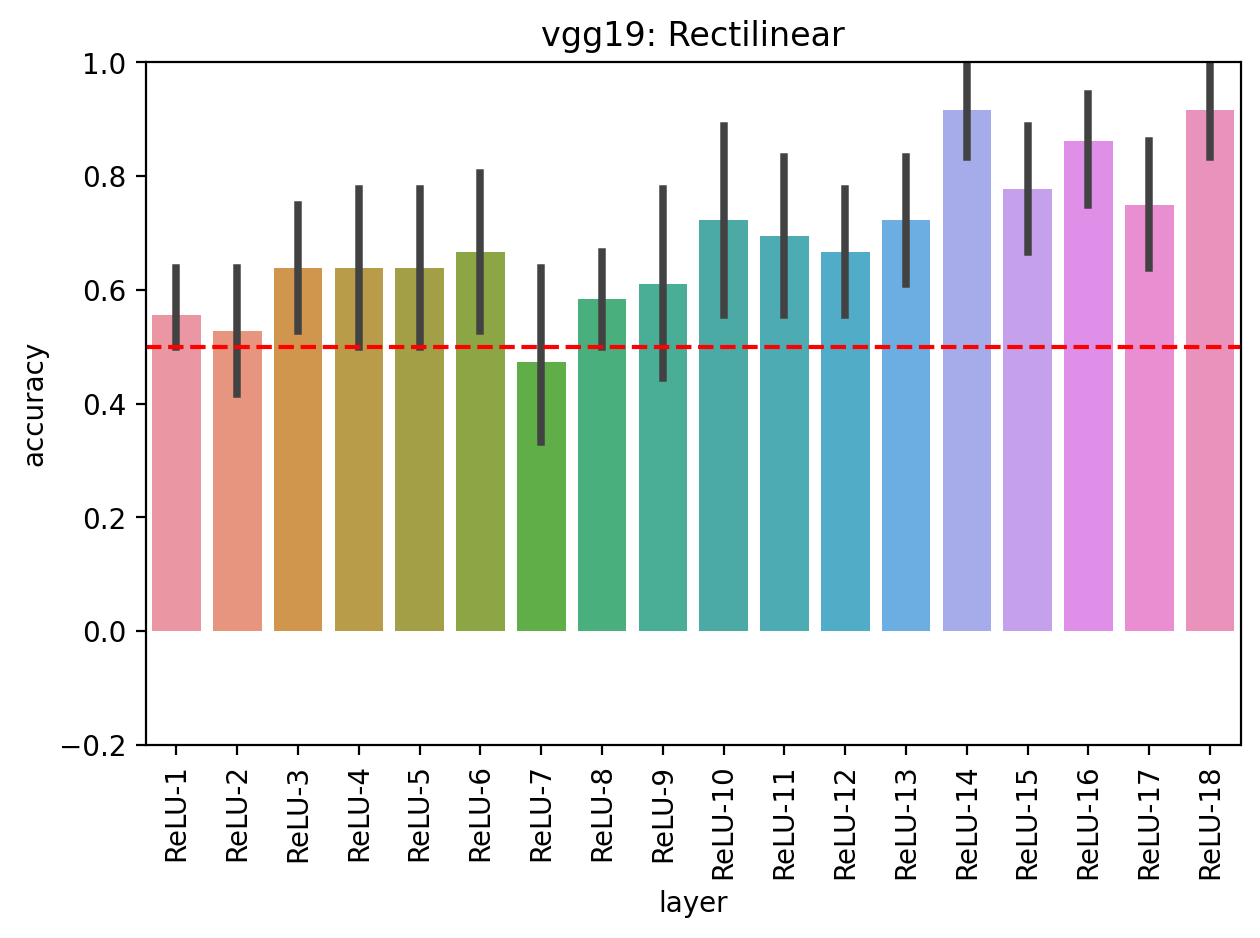 vgg19: Rectilinear
1.0
0.8
0.6
0.4
0.2
0.0
−0.2
accuracy
ReLU-1
ReLU-2
ReLU-3
ReLU-4
ReLU-5
ReLU-6
ReLU-7
ReLU-8
ReLU-9
ReLU-10
ReLU-11
ReLU-12
ReLU-13
ReLU-14
ReLU-15
ReLU-16
ReLU-17
ReLU-18
layer